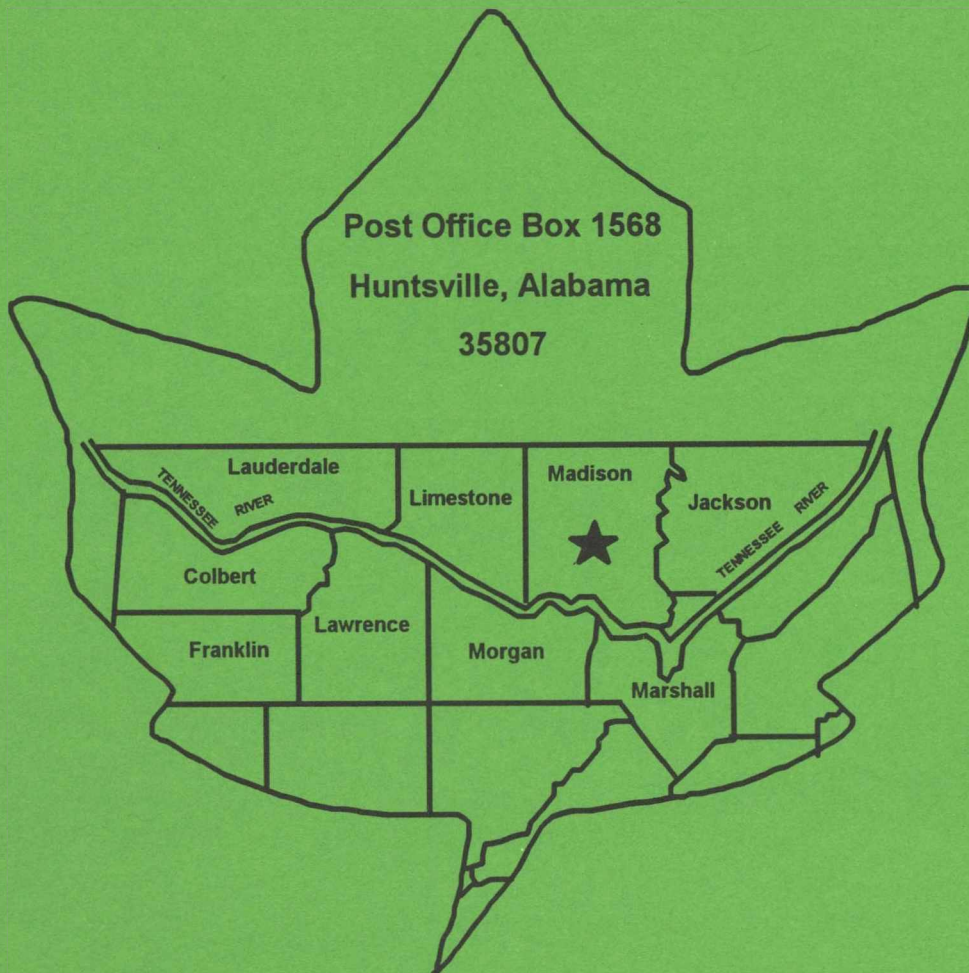 Post Office Box 1568
Huntsville, Alabama
35807
Lauderdale
Limestone
Madison
Jackson
TENNESSEE RIVER
TENNESSEE RIVER
Colbert
Lawrence
Franklin
Morgan
Marshall